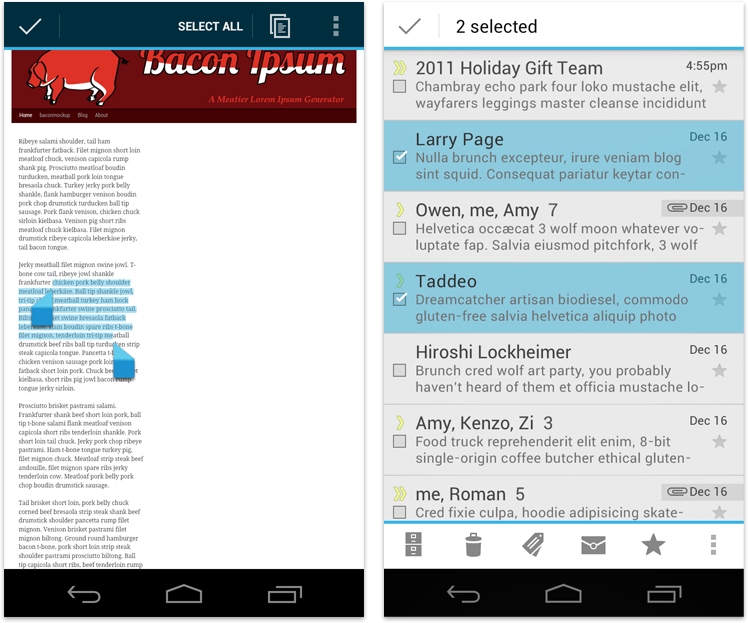 SELECT ALL
Bacon Ipsum
A Meatier Lorem Ipsum Generator
Home baconmockup Blog About
Ribeye salami shoulder, tail ham
frankfurter fatback. Filet mignon short loin
meatloaf chuck, venison capicola rump
shank pig. Prosciutto meatloaf boudin
turducken, meatball pork loin tongue
bresaola chuck. Turkey jerky pork belly
shankle, flank hamburger venison boudin
pork chop drumstick turducken ball tip
sausage. Pork flank venison, chicken chuck
sirloin kielbasa. Venison pig short ribs
meatloaf chuck kielbasa. Filet mignon
drumstick ribeye capicola leberkäse jerky,
tail bacon tongue.
Jerky meatball filet mignon swine jowl. T-
bone cow tail, ribeye jowl shankle
frankfurter chicken pork belly shoulder
meatloaf leberkäse. Ball tip shankle jowl,
tri-tip meatball turkey ham hock
frankfurter swine prosciutto tail.
swine bresaola fatback
boudin spare ribs t-bone
filet mignon, tenderloin tri-tip meatball
drumstick beef ribs ball tip turducken strip
steak capicola tongue. Pancetta
chicken venison sausage pork
fatback short loin pork. Chuck
kielbasa, short ribs pig jowl bacon rump
tongue jerky sirloin.
Prosciutto brisket pastrami salami.
Frankfurter shank beef short loin pork, ball
tip t-bone salami flank meatloaf venison
capicola short ribs tenderloin shankle. Pork
short loin tail chuck. Jerky pork chop ribeye
pastrami. Ham t-bone tongue turkey pig,
filet mignon chuck. Meatloaf strip steak beef
andouille, filet mignon spare ribs jerky
tenderloin cow. Meatloaf pork belly pork
chop boudin drumstick sausage.
Tail brisket short loin, pork belly chuck
corned beef bresaola strip steak shank beef
drumstick shoulder pancetta rump filet
mignon. Venison brisket pastrami filet
mignon biltong. Ground round hamburger
bacon t-bone, pork loin strip steak
shoulder pastrami prosciutto biltong. Ball
tip capicola short ribs, beef tenderloin rump
2 selected
2011 Holiday Gift Team 4:55pm
Chambray echo park four loko mustache elit,
wayfarers leggings master cleanse incididunt
Larry Page Dec 16
Nulla brunch excepteur, irure veniam blog
sint squid. Consequat pariatur keytar con-
Owen, me, Amy 7 Dec 16
Helvetica occæcat 3 wolf moon whatever vo-
luptate fap. Salvia eiusmod pitchfork, 3 wolf
Taddeo Dec 16
Dreamcatcher artisan biodiesel, commodo
gluten-free salvia helvetica aliquip photo
Hiroshi Lockheimer Dec 16
Brunch cred wolf art party, you probably
haven't heard of them et officia mustache lo-
Amy, Kenzo, Zi 3 Dec 16
Food truck reprehenderit elit enim, 8-bit
single-origin coffee butcher ethical gluten-
me, Roman 5 Dec 16
Cred fixie culpa, hoodie adipisicing skate-